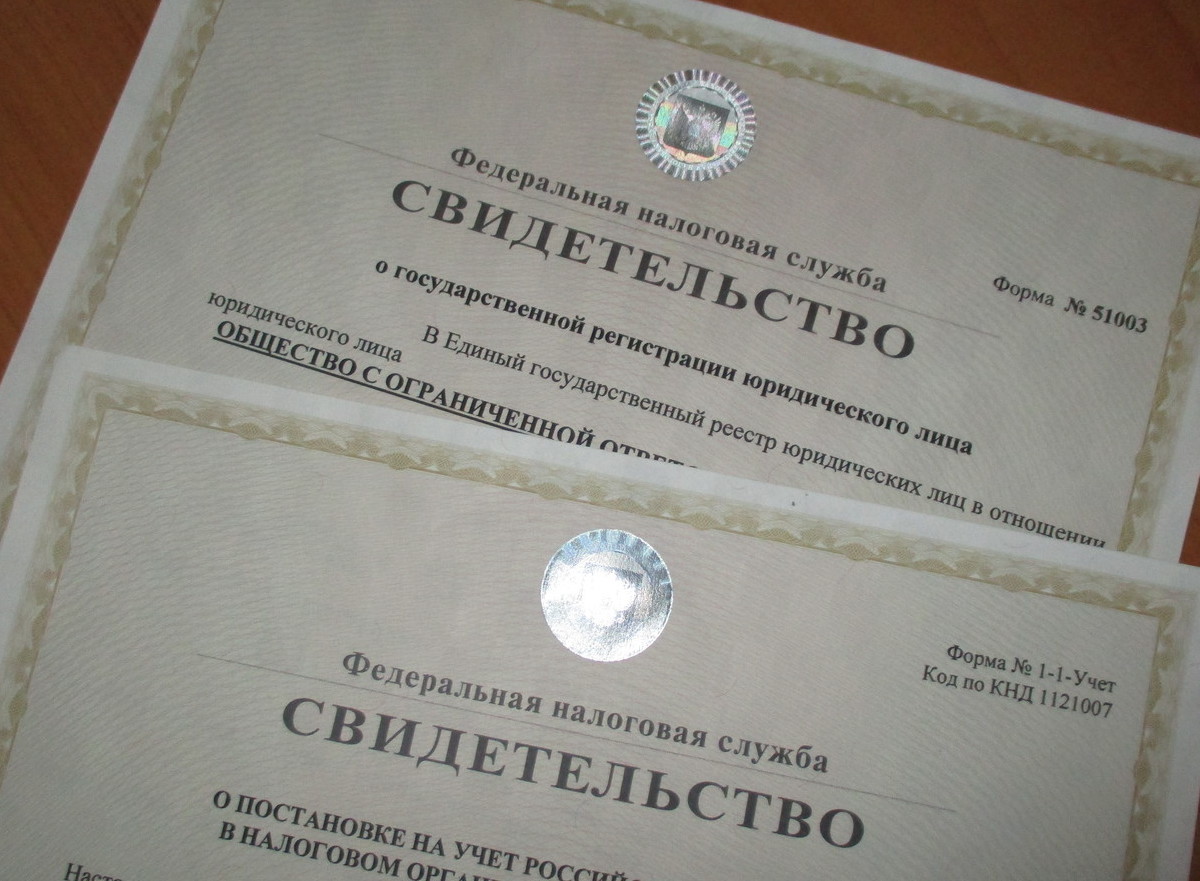 Федеральная налоговая служба
СВИДЕТЕЛЬСТВО
Форма № 51003
о государственной регистрации юридического лица
В Единый государственный реестр юридических лиц в отношении
юридического лица
ОБЩЕСТВО С ОГРАНИЧЕННОЙ
Форма № 1-1-Учет
Код по КНД 1121007
Федеральная налоговая служба
СВИДЕТЕЛЬСТВО
О ПОСТАНОВКЕ НА УЧЕТ
В НАЛОГОВОМ